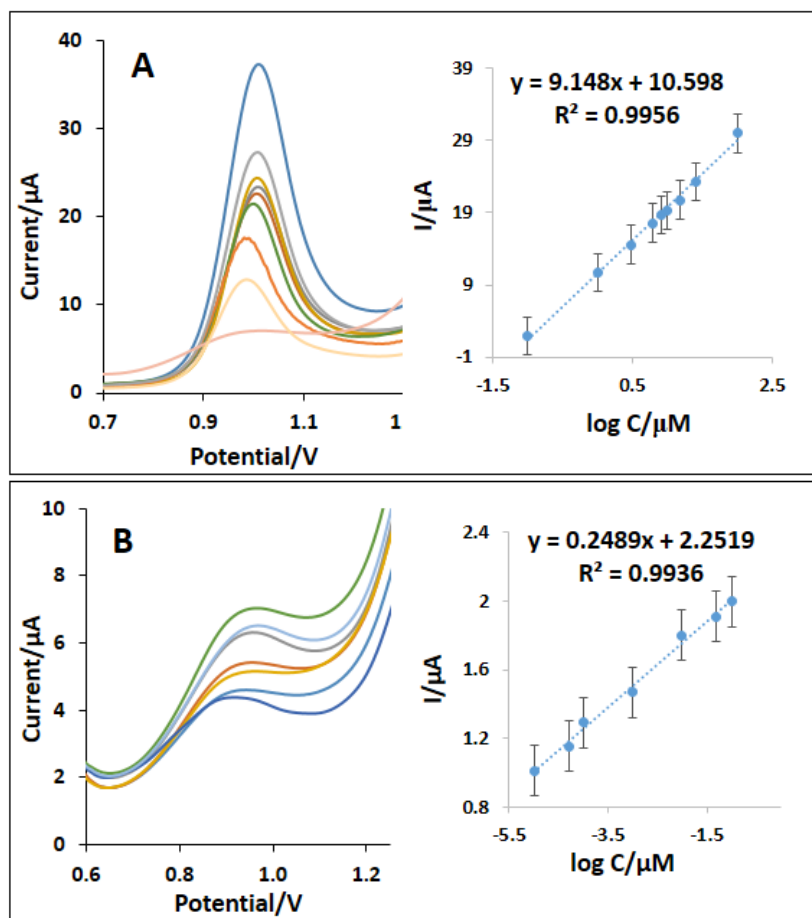 A
40
30
20
10
0
Current/µA
0.7 0.9 1.1 1
Potential/V
y = 9.148x + 10.598
R² = 0.9956
39
29
19
9
-1
I/µA
-1.5 0.5 2.5
log C/µM
B
10
8
6
4
2
0
Current/µA
0.6 0.8 1.0 1.2
Potential/V
y = 0.2489x + 2.2519
R² = 0.9936
2.4
2
1.6
1.2
0.8
I/µA
-5.5 -3.5 -1.5
log C/µM